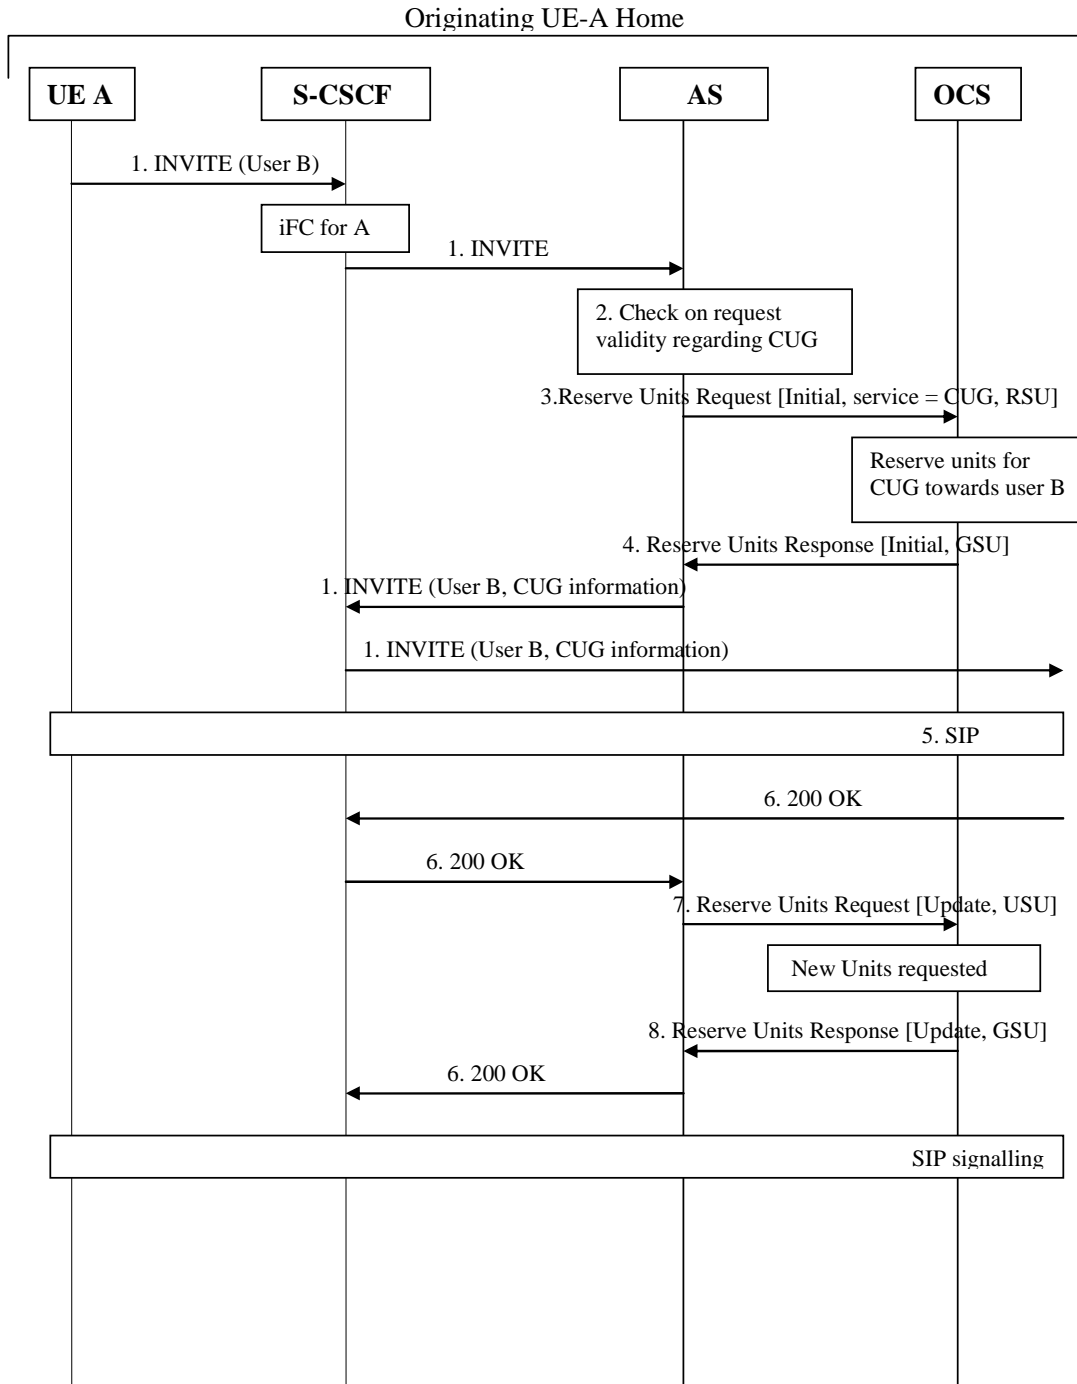 Originating UE-A Home
UE A
S-CSCF
AS
OCS
1. INVITE (User B)
iFC for A
1. INVITE
2. Check on request
validity regarding CUG
3.Reserve Units Request [Initial, service = CUG, RSU]
Reserve units for
CUG towards user B
4. Reserve Units Response [Initial, GSU]
1. INVITE (User B, CUG information)
1. INVITE (User B, CUG information)
5. SIP
6. 200 OK
6. 200 OK
7. Reserve Units Request [Update, USU]
New Units requested
8. Reserve Units Response [Update, GSU]
6. 200 OK
SIP signalling